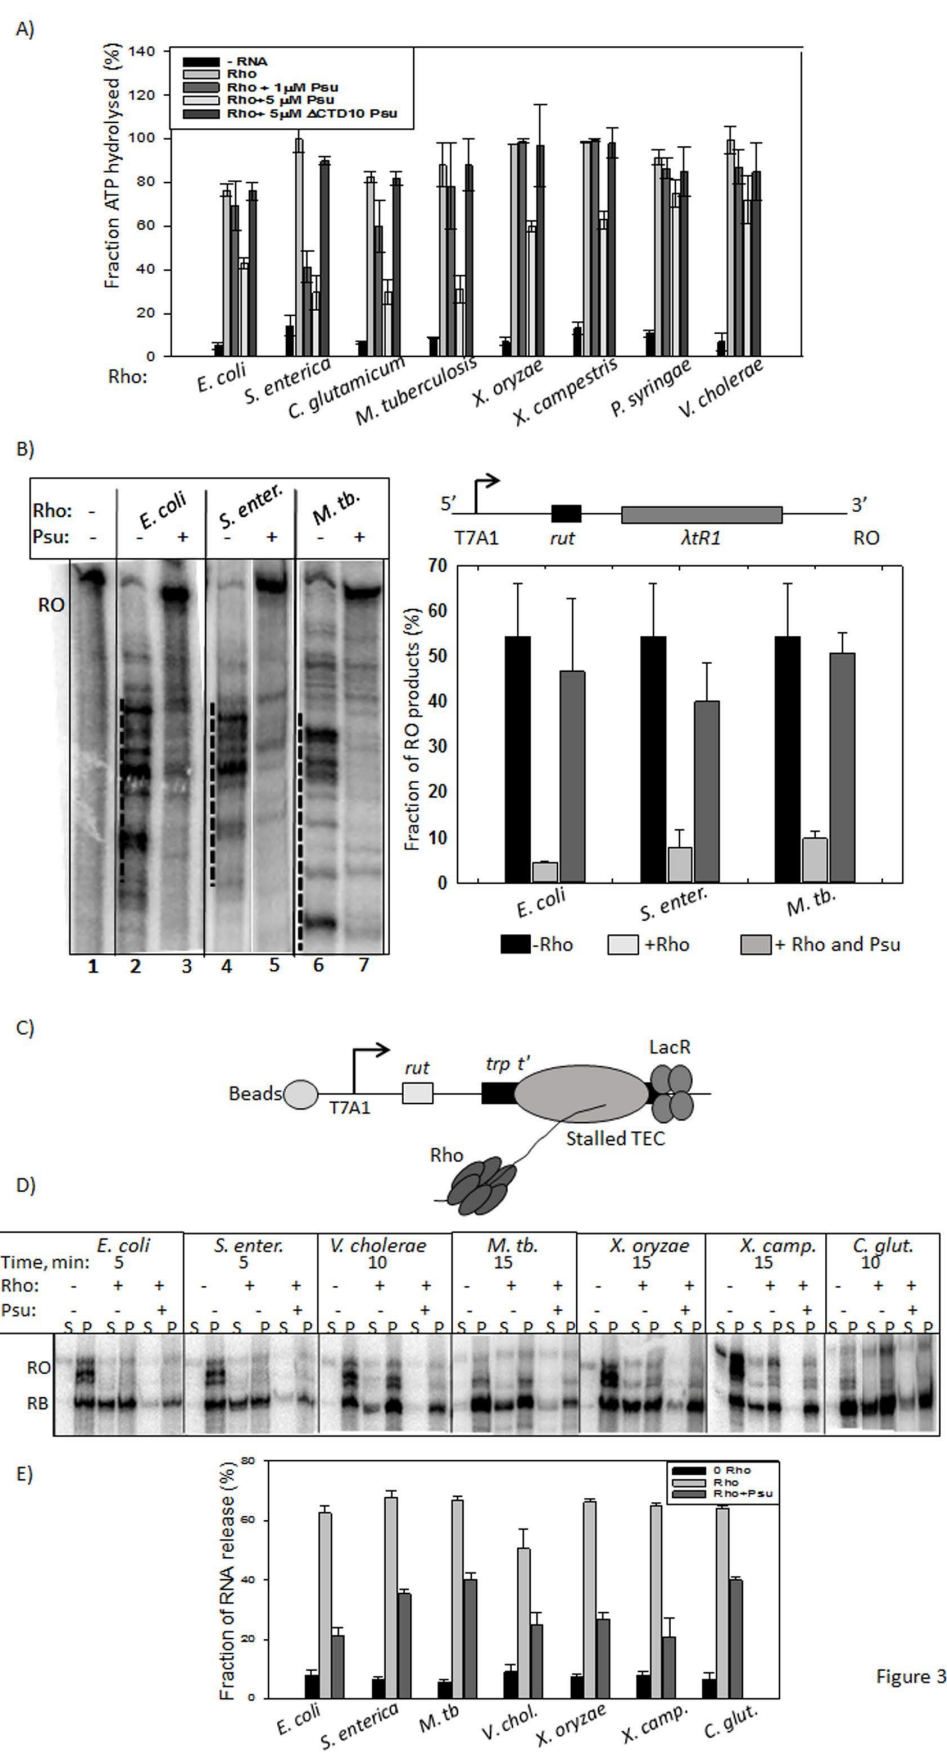 A)
Fraction ATP hydrolysed (%)
140
120
100
80
60
40
20
0
- RNA
Rho
Rho + 1µM Psu
Rho+5 µM Psu
Rho+ 5µM ΔCTD10 Psu
Rho:
E. coli
S. enterica
C. glutamicum
M. tuberculosis
X. oryzae
X. campestris
P. syringae
V. cholerae
B)
Rho: - E. coli S. enter. M. tb.
Psu: - - + - + - +
RO
1 2 3 4 5 6 7
5’ 3’
T7A1 rut λtR1 RO
Fraction of RO products (%)
70
60
50
40
30
20
10
0
E. coli S. enter. M. tb.
-Rho +Rho + Rho and Psu
C)
LacR
rut trp t’
Beads
T7A1
Stalled TEC
Rho
D)
E. coli S. enter. V. cholerae M. tb. X. oryzae X. camp. C. glut.
Time, min: 5 5 10 15 15 15 10
Rho: - + + - + + - + + - + + - + + - + + - + +
Psu: - - + - - + - - + - - + - - + - - + - - +
S P S P S P S P S P S P S P S P S P S P S P S P S P S P S P S P S P S P S P S P S P
RO
RB
E)
Fraction of RNA release (%)
80
60
40
20
0
0 Rho
Rho
Rho+Psu
E. coli
S. enterica
M. tb
V. chol.
X. oryzae
X. camp.
C. glut.
Figure 3